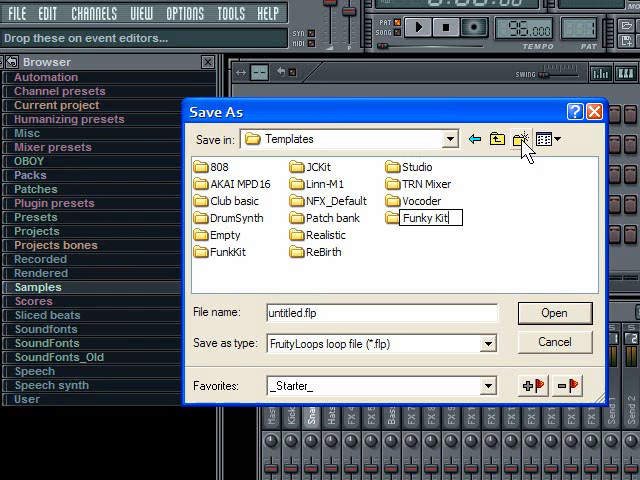 FILE EDIT CHANNELS VIEW OPTIONS TOOLS HELP
Drop these on event editors...
SYN
MIDI
PAT
SONG
96.000
TEMPO
PAT
Browser
SWING
Automation
Channel presets
Current project
Humanizing presets
Misc
Mixer presets
OBOY
Packs
Patches
Plugin presets
Presets
Projects
Projects bones
Recorded
Rendered
Samples
Scores
Sliced beats
Soundfonts
SoundFonts
SoundFonts_Old
Speech
Speech synth
User
Save As
Save in: Templates
808 JCKit Studio
AKAI MPD16 Linn-M1 TRN Mixer
Club basic NFX_Default Vocoder
DrumSynth Patch bank Funky Kit
Empty Realistic
FunkKit ReBirth
File name: untitled.flp Open
Save as type: FruityLoops loop file (*.flp) Cancel
Favorites: _Starter_